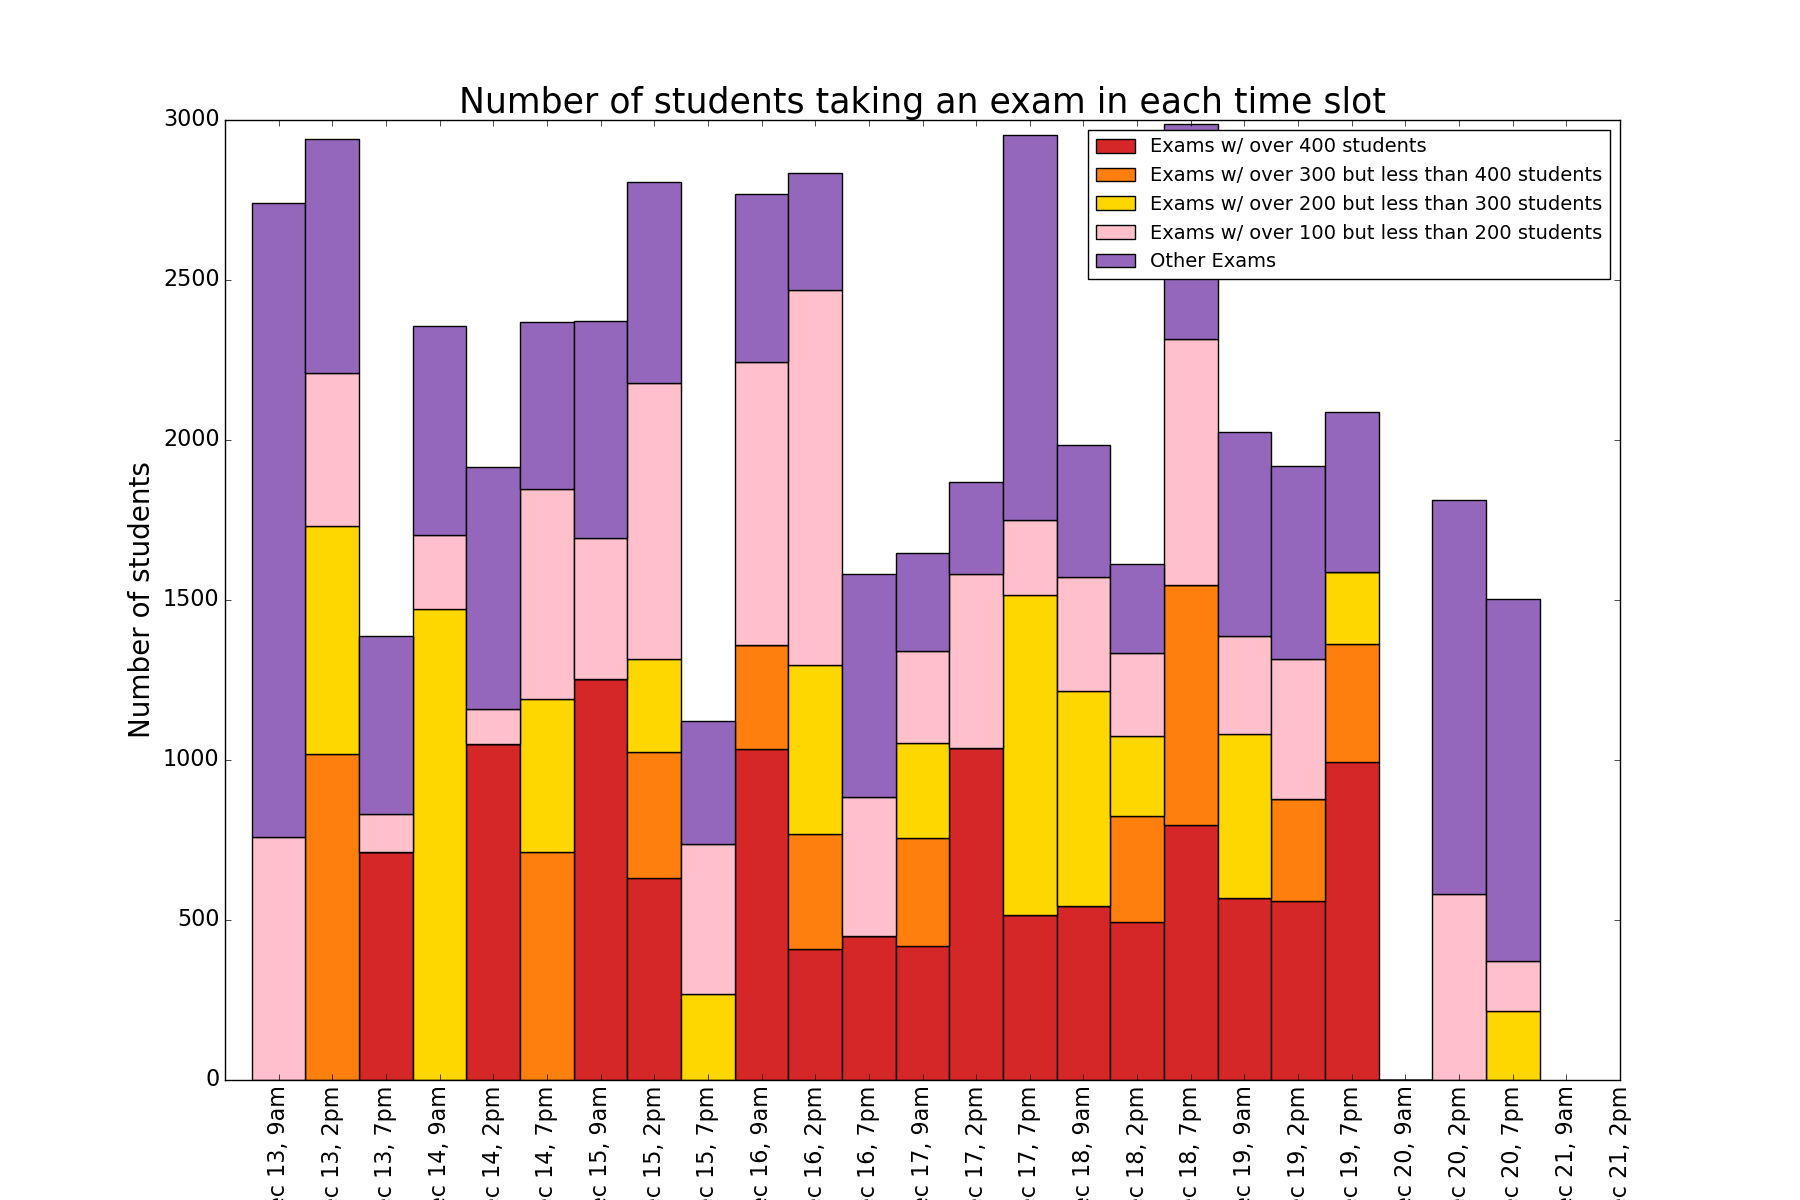 Number of students taking an exam in each time slot
Exams w/ over 400 students
Exams w/ over 300 but less than 400 students
Exams w/ over 200 but less than 300 students
Exams w/ over 100 but less than 200 students
Other Exams
Number of students
3000
2500
2000
1500
1000
500
0
13, 9am
13, 2pm
13, 7pm
14, 9am
14, 2pm
14, 7pm
15, 9am
15, 2pm
15, 7pm
16, 9am
16, 2pm
16, 7pm
17, 9am
17, 2pm
17, 7pm
18, 9am
18, 2pm
18, 7pm
19, 9am
19, 2pm
19, 7pm
20, 9am
20, 2pm
20, 7pm
21, 9am
21, 2pm